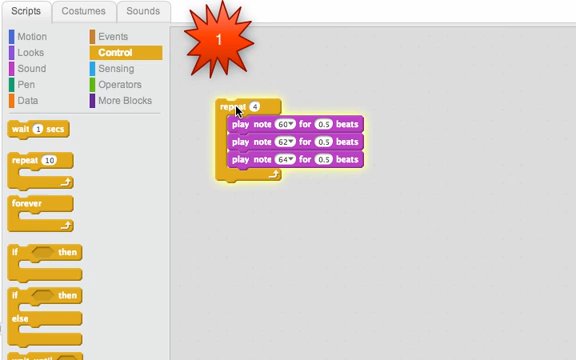 Scripts Costumes Sounds
Motion Events
Looks Control
Sound Sensing
Pen Operators
Data More Blocks
1
wait 1 secs
repeat 10
forever
if then
if then
else
repeat 4
play note 60 for 0.5 beats
play note 62 for 0.5 beats
play note 64 for 0.5 beats